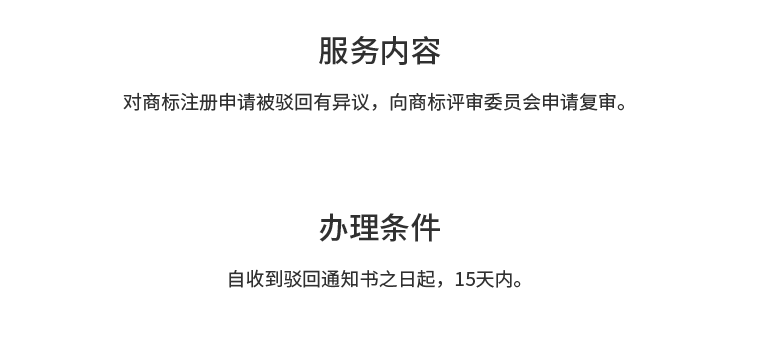 服务内容
对商标注册申请被驳回有异议，向商标评审委员会申请复审。
办理条件
自收到驳回通知书之日起，15天内。